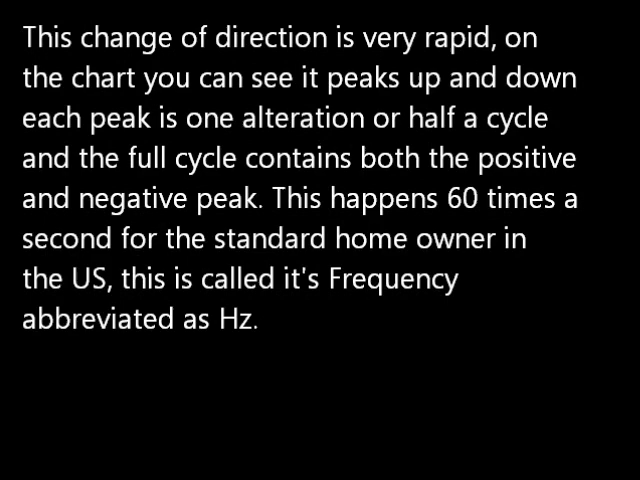 This change of direction is very rapid, on
the chart you can see it peaks up and down
each peak is one alteration or half a cycle
and the full cycle contains both the positive
and negative peak. This happens 60 times a
second for the standard home owner in
the US, this is called it's Frequency
abbreviated as Hz.